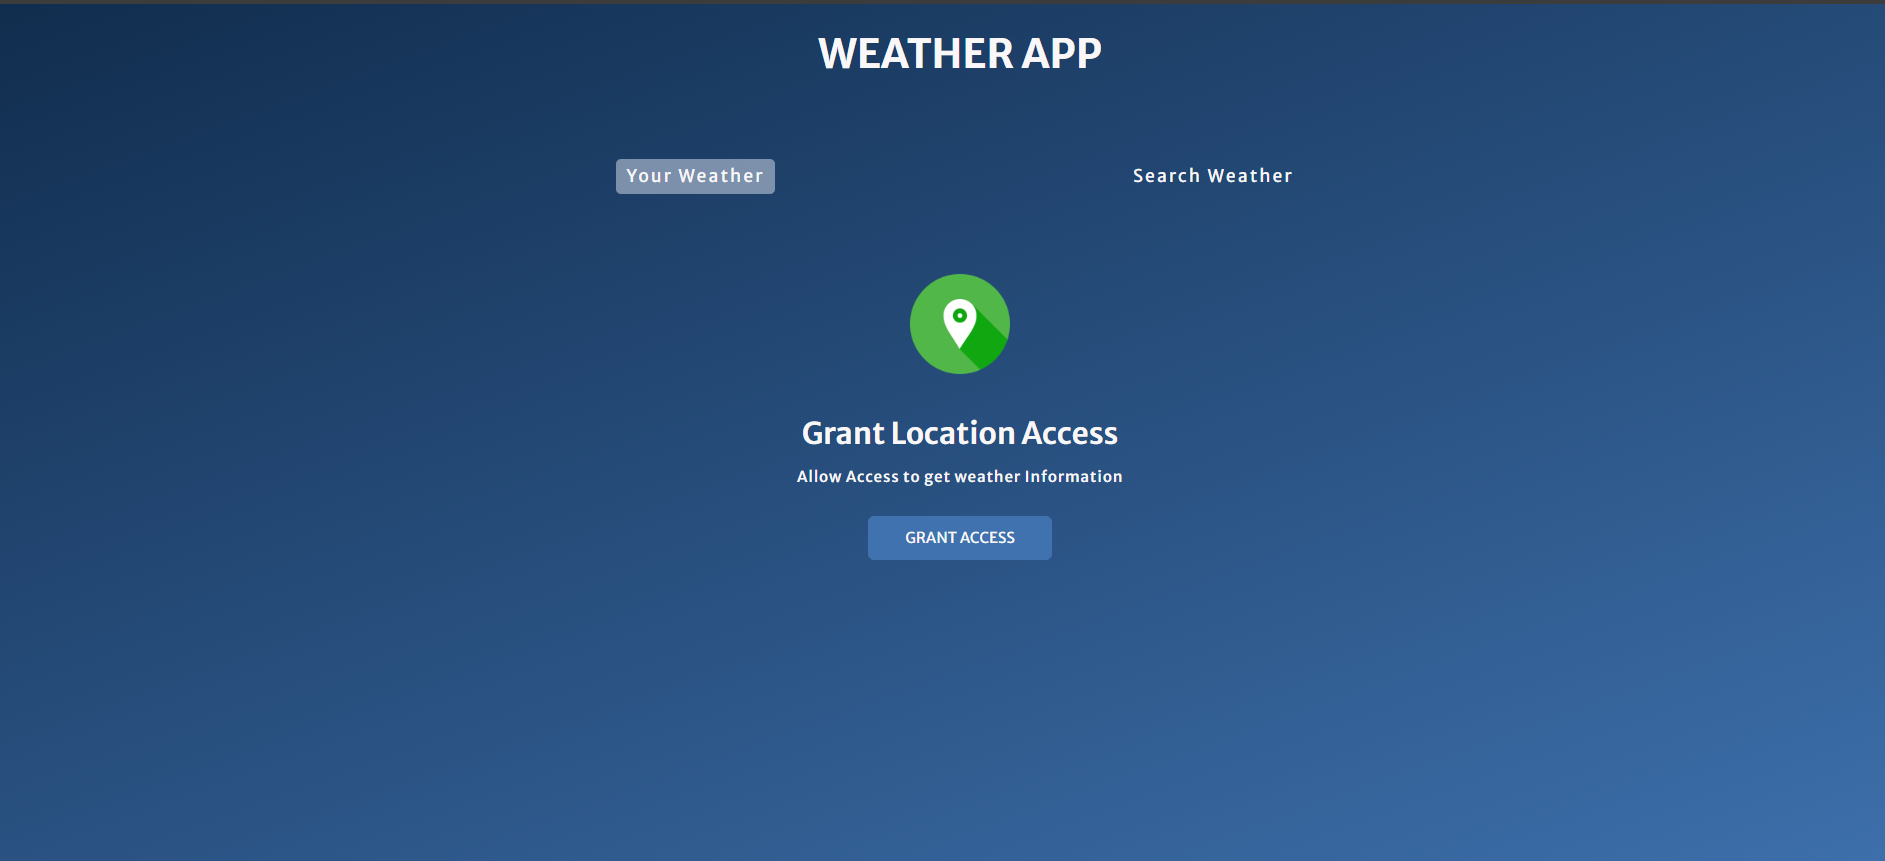 WEATHER APP
Your Weather
Search Weather
Grant Location Access
Allow Access to get weather Information
GRANT ACCESS